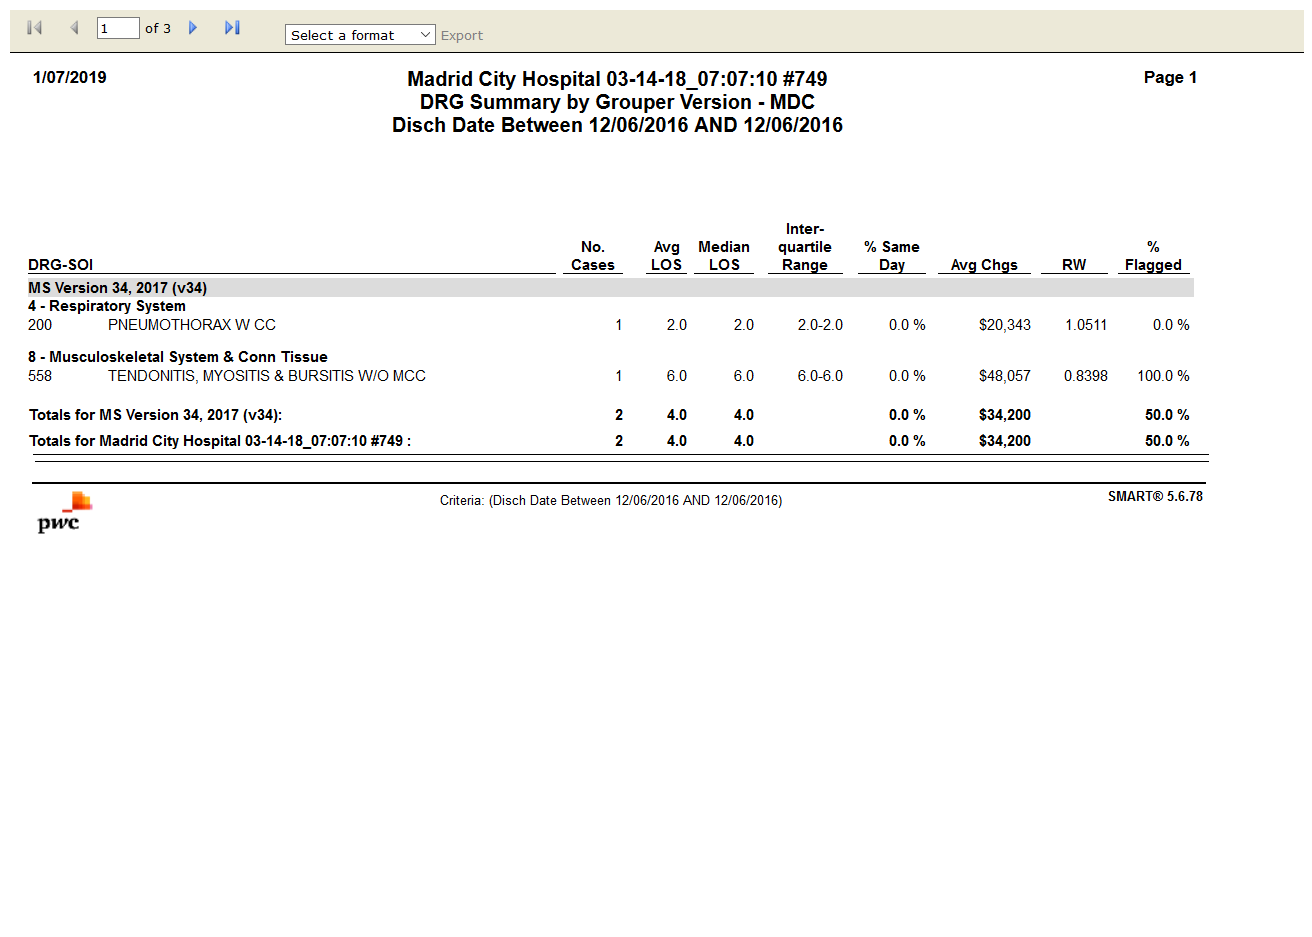 1 of 3 Select a format Export
1/07/2019 Madrid City Hospital 03-14-18_07:07:10 #749 Page 1
DRG Summary by Grouper Version - MDC
Disch Date Between 12/06/2016 AND 12/06/2016
Inter-
No. Avg Median quartile % Same %
DRG-SOI Cases LOS LOS Range Day Avg Chgs RW Flagged
MS Version 34, 2017 (v34)
4 - Respiratory System
200 PNEUMOTHORAX W CC 1 2.0 2.0 2.0-2.0 0.0 % $20,343 1.0511 0.0 %
8 - Musculoskeletal System & Conn Tissue
558 TENDONITIS, MYOSITIS & BURSITIS W/O MCC 1 6.0 6.0 6.0-6.0 0.0 % $48,057 0.8398 100.0 %
Totals for MS Version 34, 2017 (v34): 2 4.0 4.0 0.0 % $34,200 50.0 %
Totals for Madrid City Hospital 03-14-18_07:07:10 #749 : 2 4.0 4.0 0.0 % $34,200 50.0 %
Criteria: (Disch Date Between 12/06/2016 AND 12/06/2016) SMART® 5.6.78
pwc